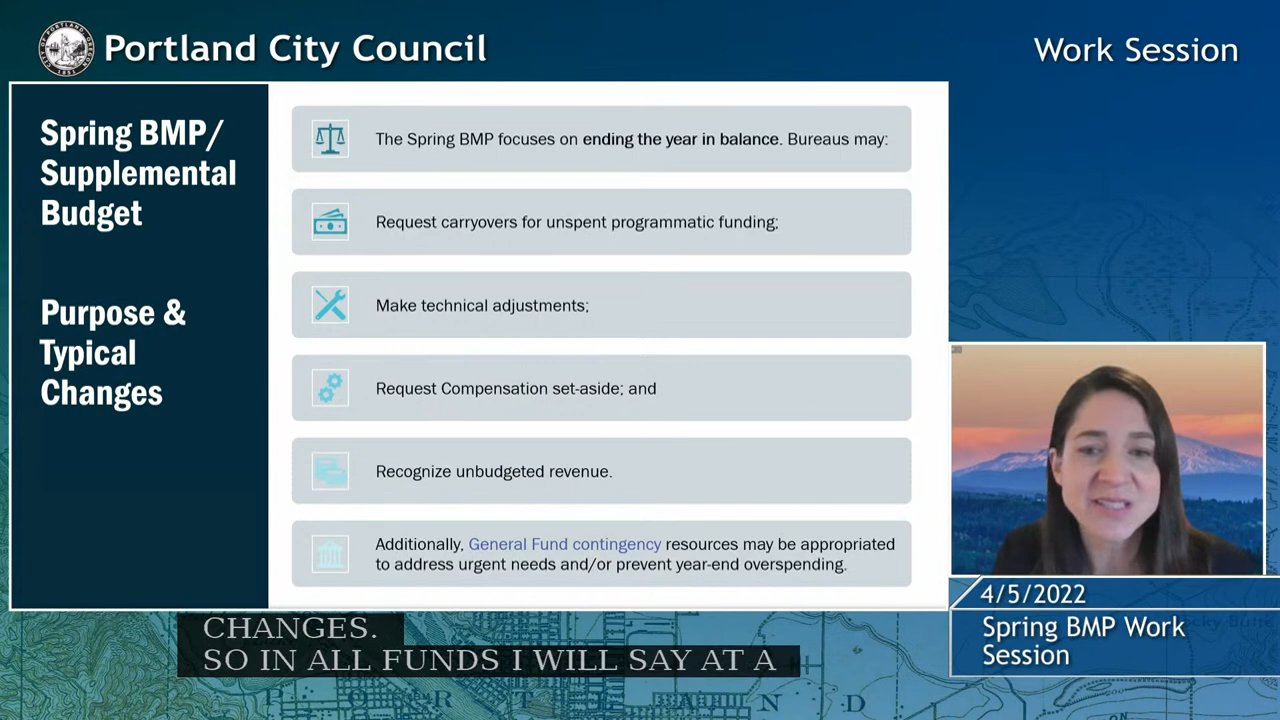 Portland City Council
Work Session
Spring BMP/
Supplemental
Budget
Purpose &
Typical
Changes
The Spring BMP focuses on ending the year in balance. Bureaus may:
Request carryovers for unspent programmatic funding;
Make technical adjustments;
Request Compensation set-aside; and
Recognize unbudgeted revenue.
Additionally, General Fund contingency resources may be appropriated
to address urgent needs and/or prevent year-end overspending.
4/5/2022
Spring BMP Work
Session
CHANGES.
SO IN ALL FUNDS I WILL SAY AT A